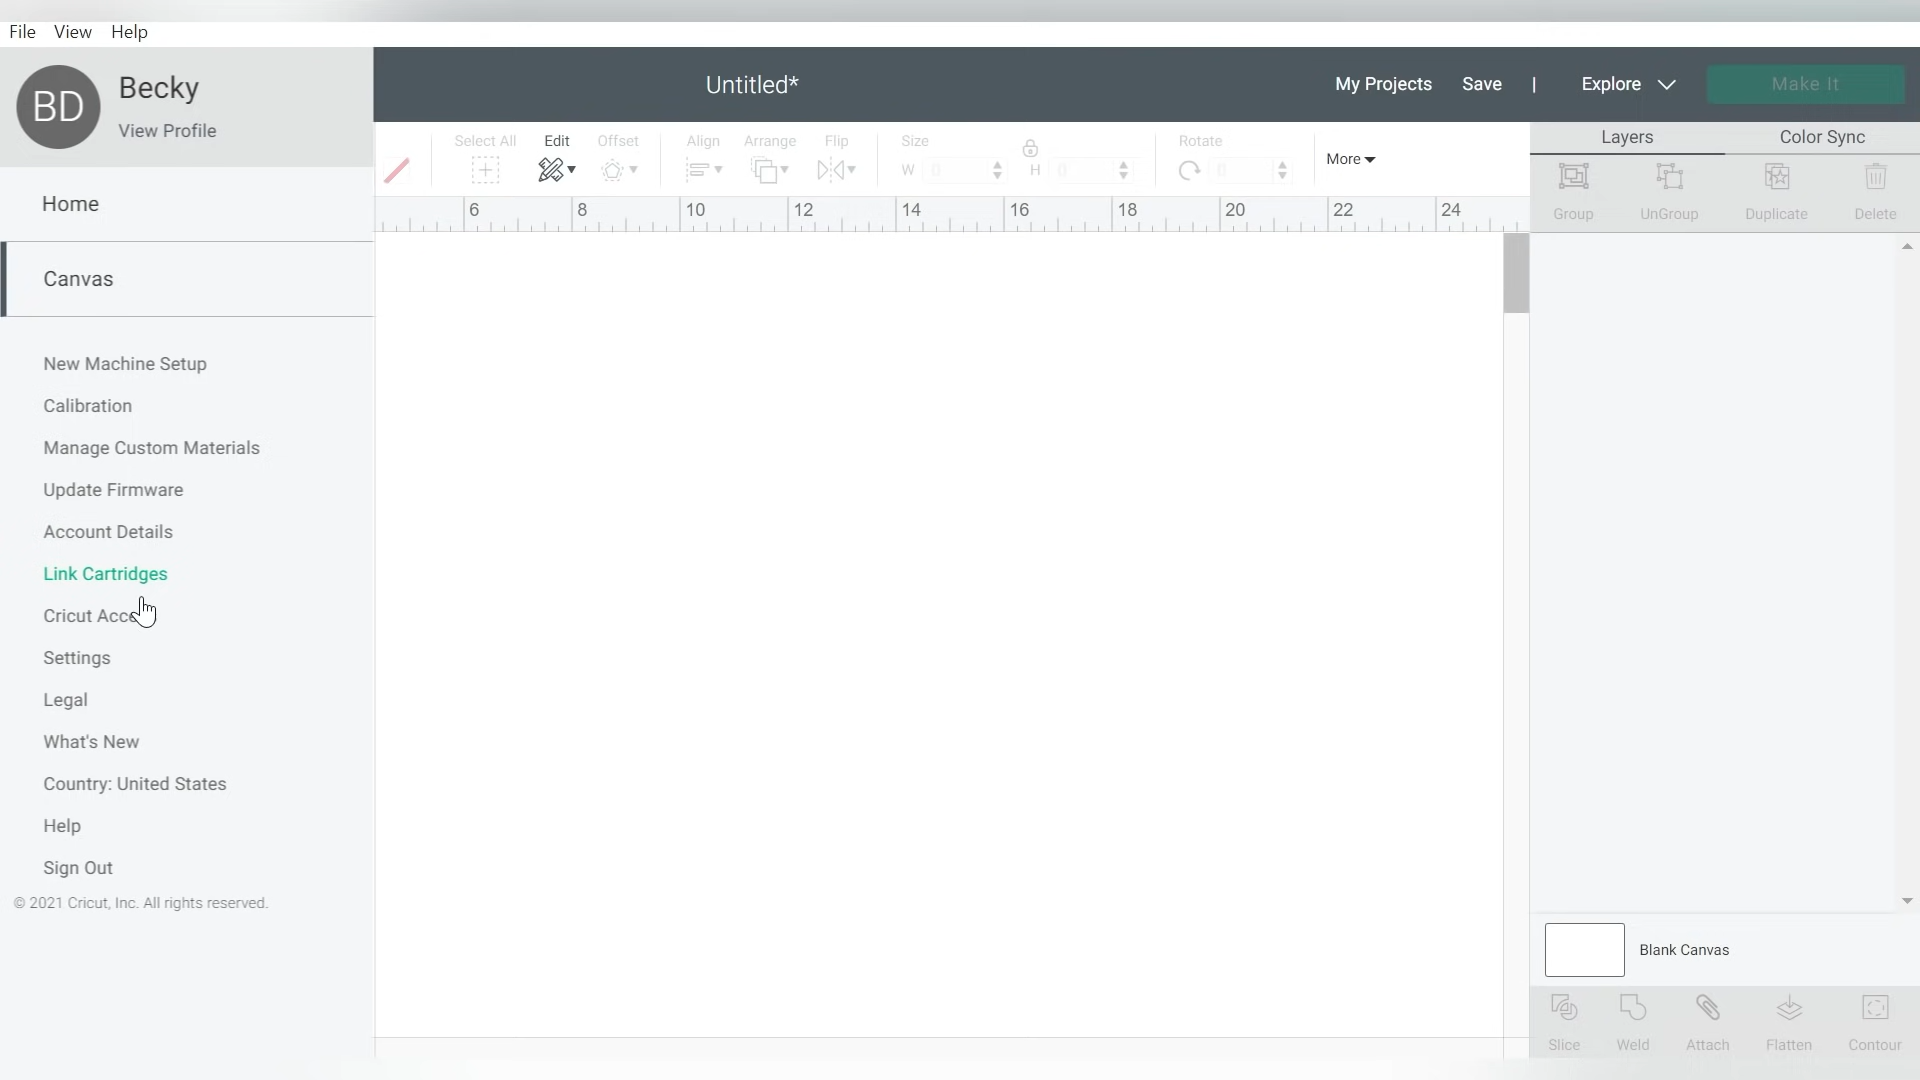 File View Help
BD
Becky
View Profile
Untitled*
My Projects Save | Explore Make It
Home
Canvas
New Machine Setup
Calibration
Manage Custom Materials
Update Firmware
Account Details
Link Cartridges
Cricut
Settings
Legal
What's New
Country: United States
Help
Sign Out
© 2021 Cricut, Inc. All rights reserved.
Select All Edit Offset Align Arrange Flip Size Rotate
W 0 H 0 0
More
6 8 10 12 14 16 18 20 22 24
Layers Color Sync
Group UnGroup Duplicate Delete
Blank Canvas
Slice Weld Attach Flatten Contour